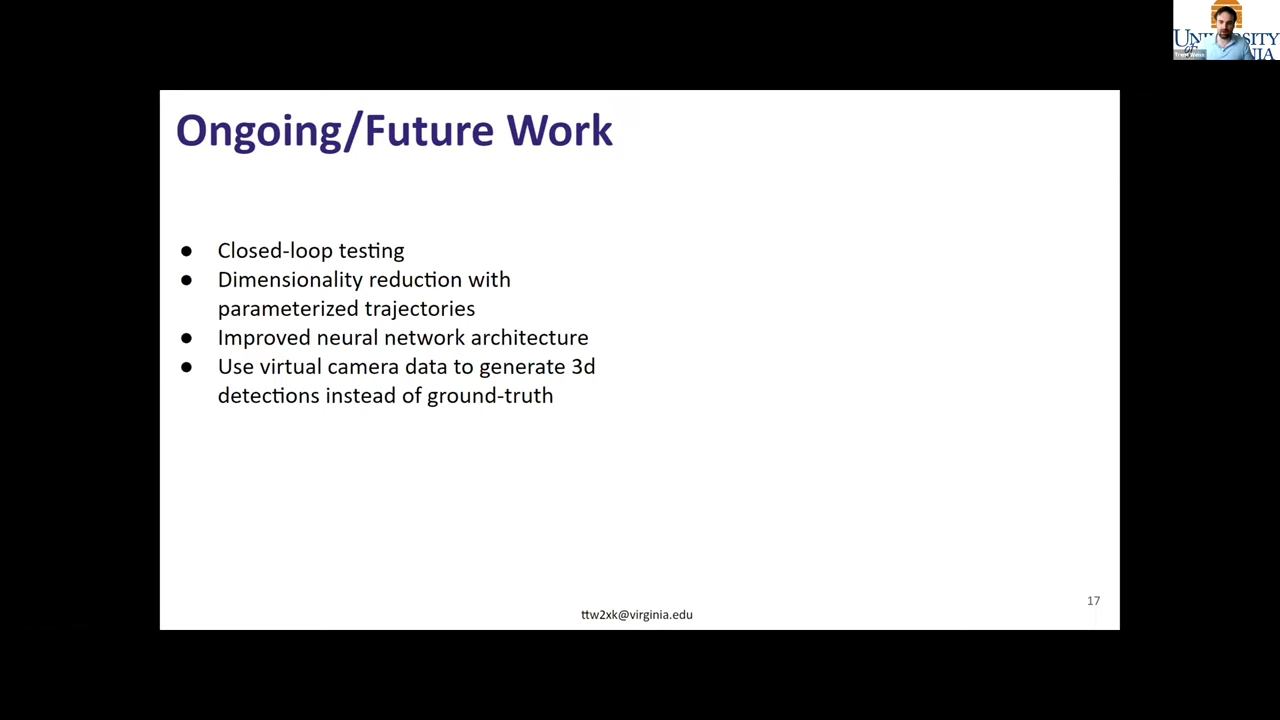 Ongoing/Future Work
● Closed-loop testing
● Dimensionality reduction with
parameterized trajectories
● Improved neural network architecture
● Use virtual camera data to generate 3d
detections instead of ground-truth
17
ttw2xk@virginia.edu